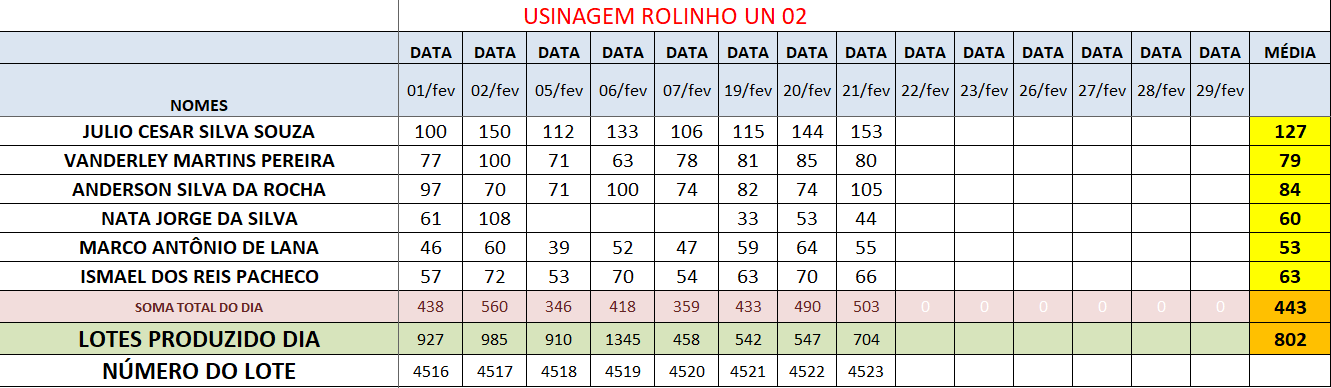 USINAGEM ROLINHO UN 02
DATA DATA DATA DATA DATA DATA DATA DATA DATA DATA DATA DATA DATA DATA MÉDIA
NOMES 01/fev 02/fev 05/fev 06/fev 07/fev 19/fev 20/fev 21/fev 22/fev 23/fev 26/fev 27/fev 28/fev 29/fev
JULIO CESAR SILVA SOUZA 100 150 112 133 106 115 144 153 127
VANDERLEY MARTINS PEREIRA 77 100 71 63 78 81 85 80 79
ANDERSON SILVA DA ROCHA 97 70 71 100 74 82 74 105 84
NATA JORGE DA SILVA 61 108 33 53 44 60
MARCO ANTÔNIO DE LANA 46 60 39 52 47 59 64 55 53
ISMAEL DOS REIS PACHECO 57 72 53 70 54 63 70 66 63
SOMA TOTAL DO DIA 438 560 346 418 359 433 490 503 0 0 0 0 0 0 443
LOTES PRODUZIDO DIA 927 985 910 1345 458 542 547 704 802
NÚMERO DO LOTE 4516 4517 4518 4519 4520 4521 4522 4523